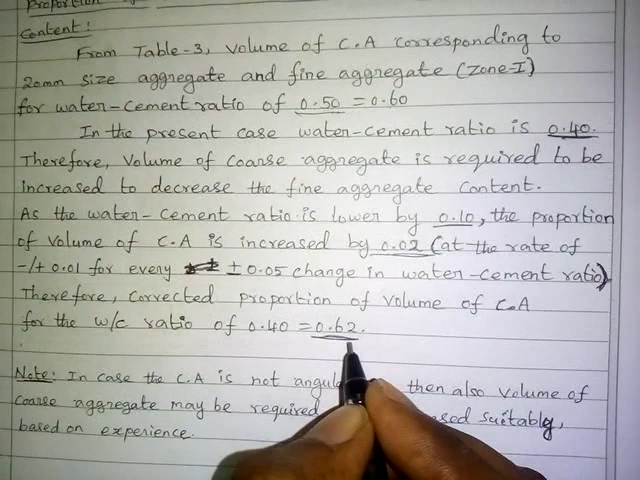 Proportion of
Content:
From Table-3, Volume of C.A corresponding to
20mm size aggregate and fine aggregate (Zone-I)
for water-cement ratio of 0.50 = 0.60
In the present case water-cement ratio is 0.40.
Therefore, Volume of Coarse aggregate is required to be
increased to decrease the fine aggregate content.
As the water-cement ratio is lower by 0.10, the proportion
of volume of C.A is increased by 0.02 (at the rate of
-/+ 0.01 for every ± 0.05 change in water-cement ratio)
Therefore, corrected proportion of Volume of C.A
for the w/c ratio of 0.40 = 0.62.
Note: In case the C.A is not then also volume of
coarse aggregate may be required suitably,
based on experience.